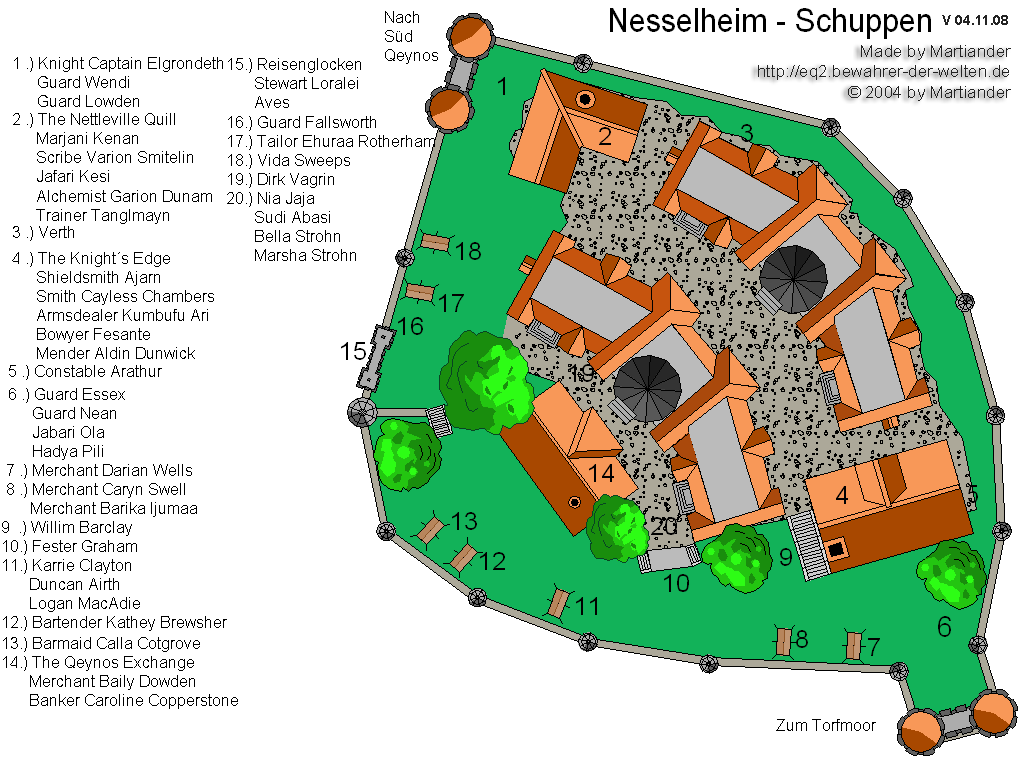 Nach
Süd
Qeynos
Nesselheim - Schuppen V 04.11.08
Made by Martiander
http://eq2.bewahrer-der-welten.de
© 2004 by Martiander
1 .) Knight Captain Elgrondeth
Guard Wendi
Guard Lowden
2 .) The Nettleville Quill
Marjani Kenan
Scribe Varion Smitelin
Jafari Kesi
Alchemist Garion Dunam
Trainer Tanglmayn
3 .) Verth
4 .) The Knight´s Edge
Shieldsmith Ajarn
Smith Cayless Chambers
Armsdealer Kumbufu Ari
Bowyer Fesante
Mender Aldin Dunwick
5 .) Constable Arathur
6 .) Guard Essex
Guard Nean
Jabari Ola
Hadya Pili
7 .) Merchant Darian Wells
8 .) Merchant Caryn Swell
Merchant Barika Ijumaa
9 .) Willim Barclay
10.) Fester Graham
11.) Karrie Clayton
Duncan Airth
Logan MacAdie
12.) Bartender Kathey Brewsher
13.) Barmaid Calla Cotgrove
14.) The Qeynos Exchange
Merchant Baily Dowden
Banker Caroline Copperstone
15.) Reisenglocken
Stewart Loralei
Aves
16.) Guard Fallsworth
17.) Tailor Ehuraa Rotherham
18.) Vida Sweeps
19.) Dirk Vagrin
20.) Nia Jaja
Sudi Abasi
Bella Strohn
Marsha Strohn
1
2
3
18
17
16
15
19
14
4
5
13
20
12
9
10
11
6
8
7
Zum Torfmoor